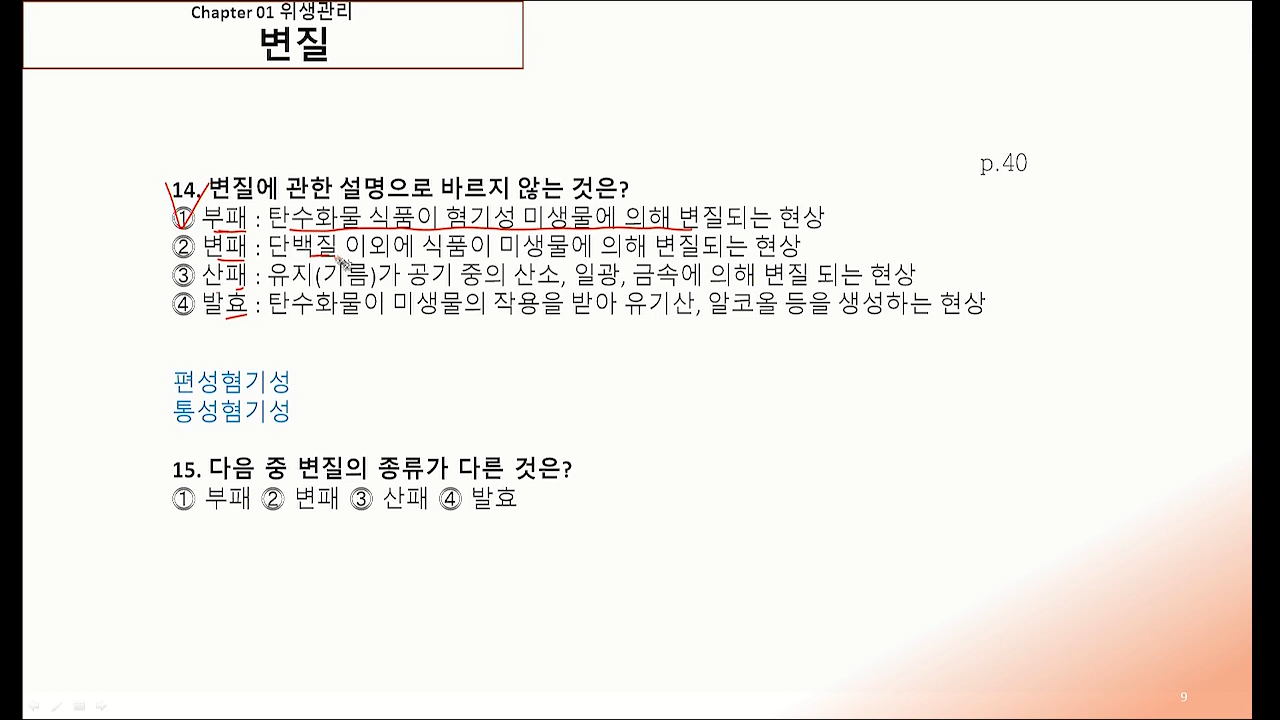 Chapter 01 위생관리
변질
p.40
14. 변질에 관한 설명으로 바르지 않는 것은?
① 부패 : 탄수화물 식품이 혐기성 미생물에 의해 변질되는 현상
② 변패 : 단백질 이외에 식품이 미생물에 의해 변질되는 현상
③ 산패 : 유지(기름)가 공기 중의 산소, 일광, 금속에 의해 변질 되는 현상
④ 발효 : 탄수화물이 미생물의 작용을 받아 유기산, 알코올 등을 생성하는 현상
편성혐기성
통성혐기성
15. 다음 중 변질의 종류가 다른 것은?
① 부패 ② 변패 ③ 산패 ④ 발효
9